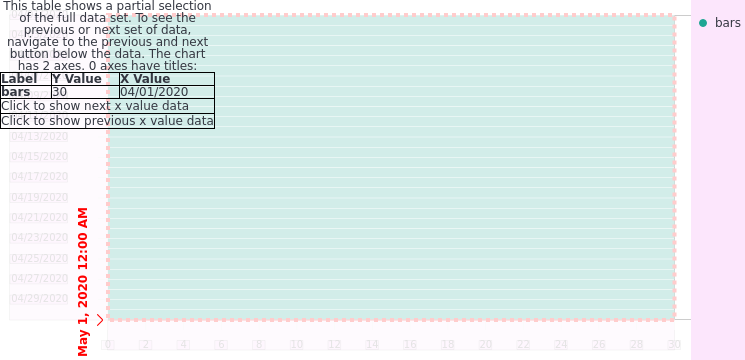 This table shows a partial selection
of the full data set. To see the
previous or next set of data,
navigate to the previous and next
button below the data. The chart
has 2 axes. 0 axes have titles:
Label Y Value X Value
bars 30 04/01/2020
Click to show next x value data
Click to show previous x value data
04/13/2020
04/15/2020
04/17/2020
04/19/2020
04/21/2020
04/23/2020
04/25/2020
04/27/2020
04/29/2020
May 1, 2020 12:00 AM
0 2 4 6 8 10 12 14 16 18 20 22 24 26 28 30
bars